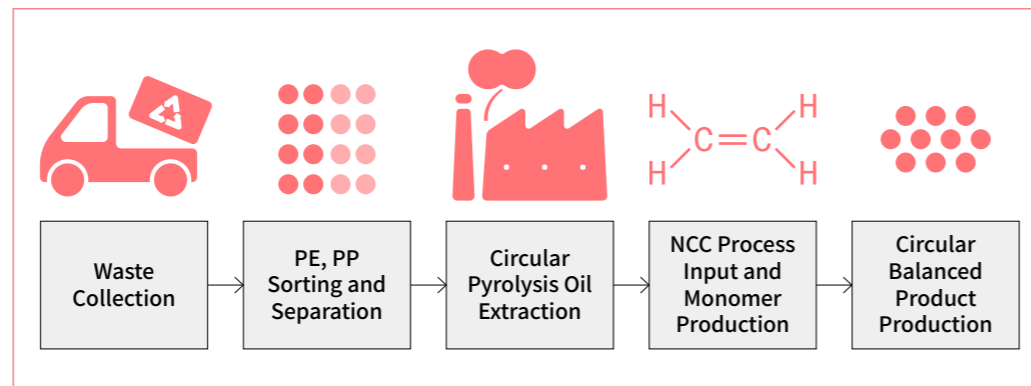 H
H
C=C
H
H
Waste
Collection
PE, PP
Sorting and
Separation
Circular
Pyrolysis Oil
Extraction
NCC Process
Input and
Monomer
Production
Circular
Balanced
Product
Production